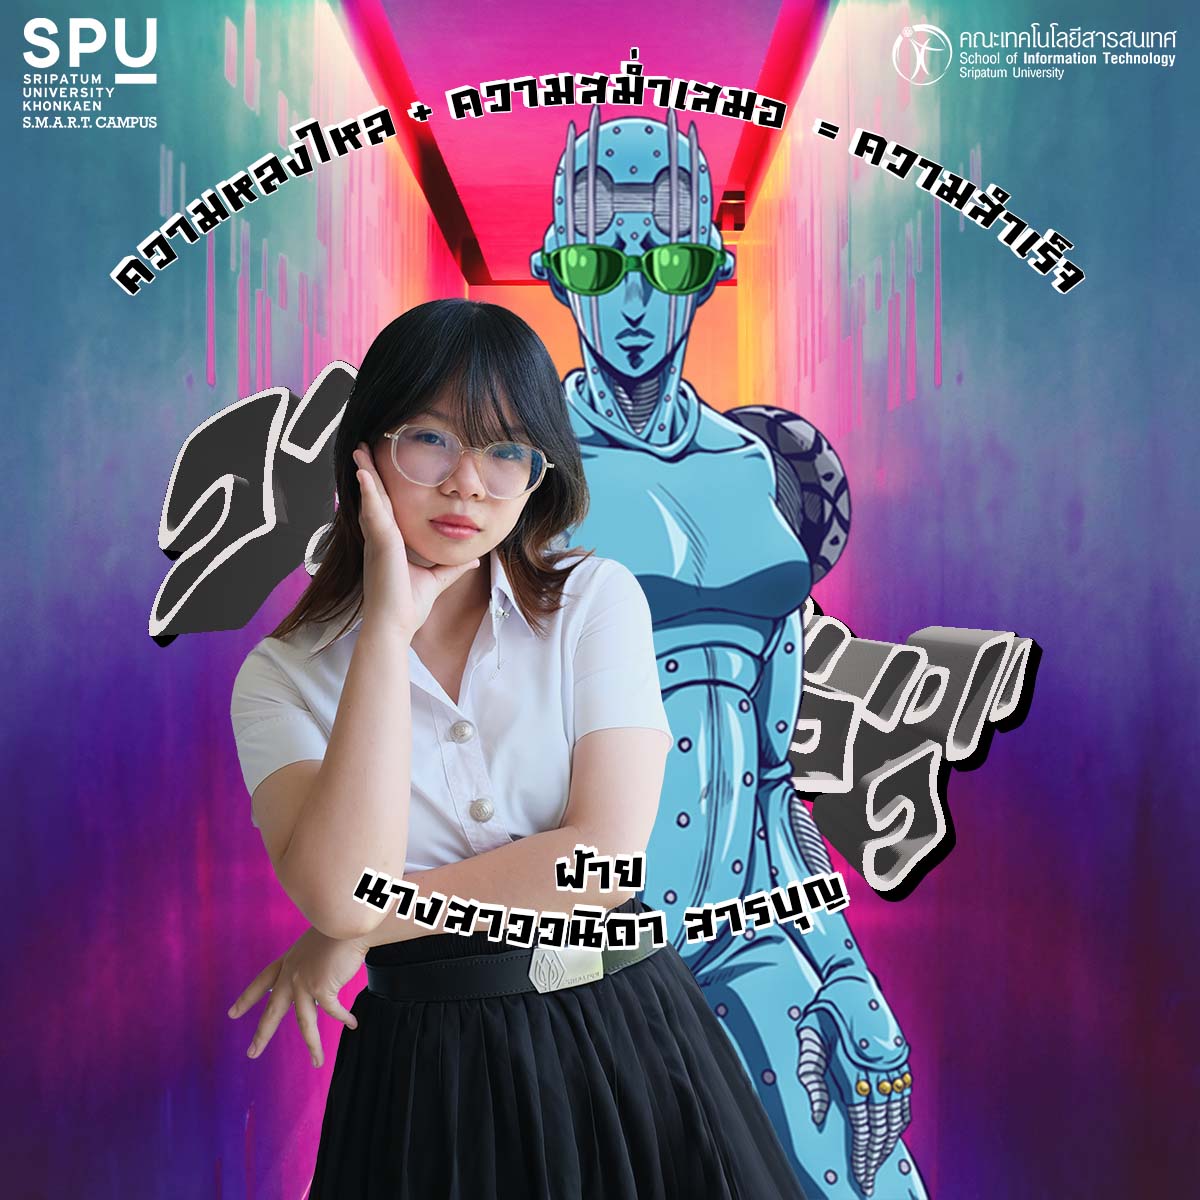 SPU
SRIPATUM
UNIVERSITY
KHONKAEN
S.M.A.R.T. CAMPUS
คณะเทคโนโลยีสารสนเทศ
School of Information Technology
Sripatum University
ความหลงใหล + ความสม่ำเสมอ = ความสำเร็จ
ฝ้าย
นางสาววนิดา สารบุญ